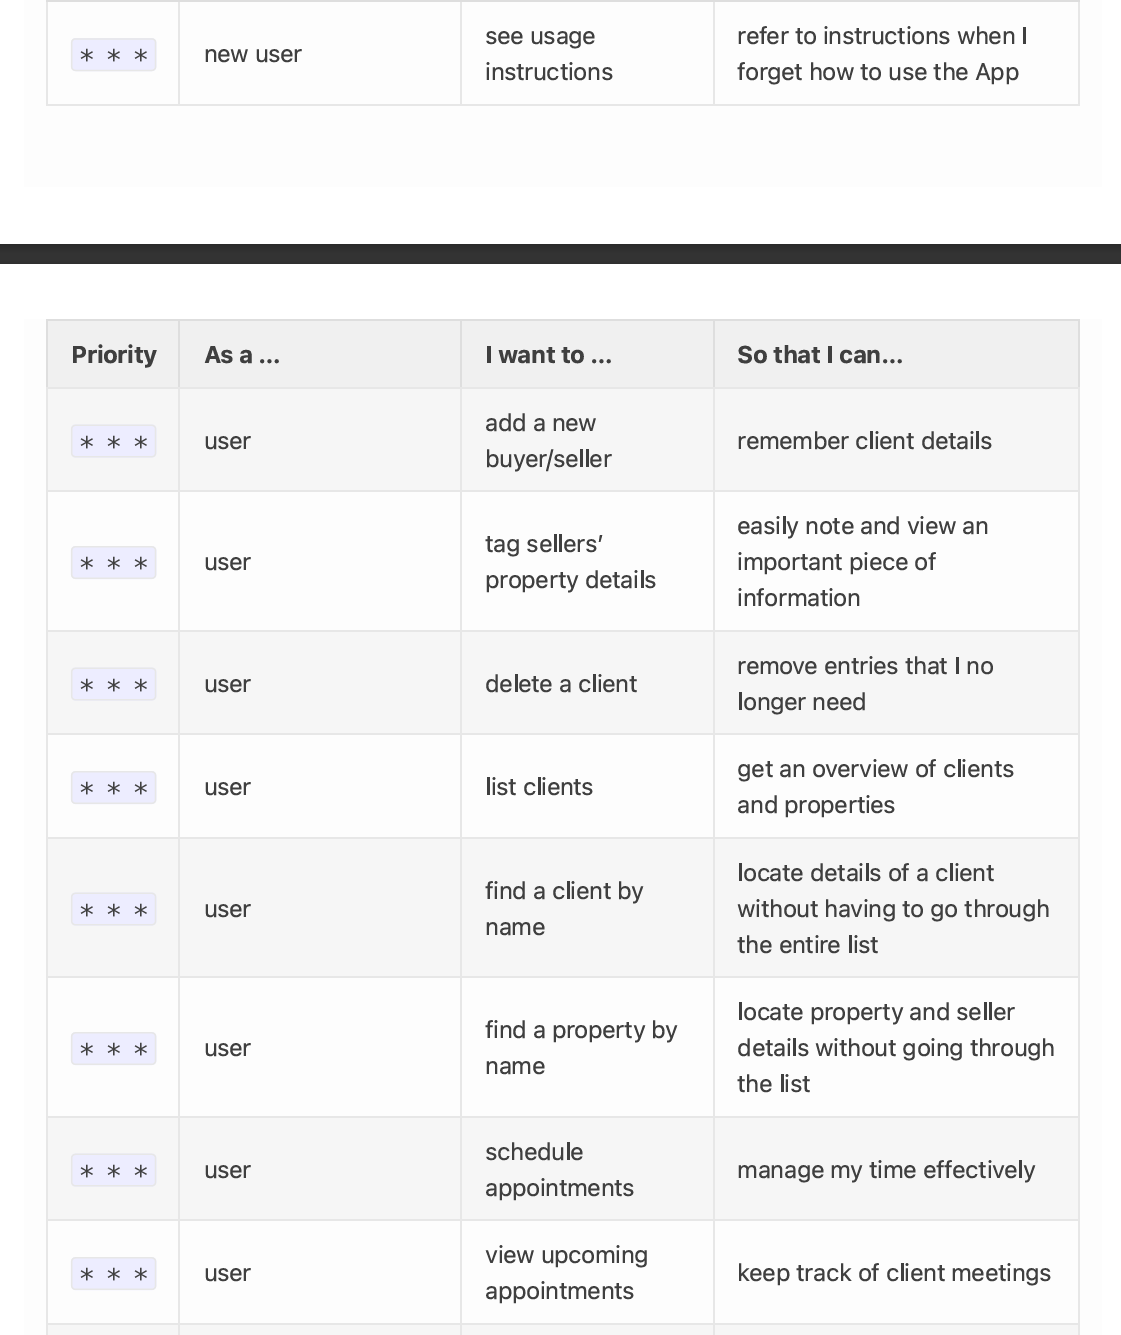 * * * new user see usage refer to instructions when I
instructions forget how to use the App
Priority As a ... I want to ... So that I can...
* * * user add a new remember client details
buyer/seller
* * * user tag sellers’ easily note and view an
property details important piece of
information
* * * user delete a client remove entries that I no
longer need
* * * user list clients get an overview of clients
and properties
* * * user find a client by locate details of a client
name without having to go through
the entire list
* * * user find a property by locate property and seller
name details without going through
the list
* * * user schedule manage my time effectively
appointments
* * * user view upcoming keep track of client meetings
appointments